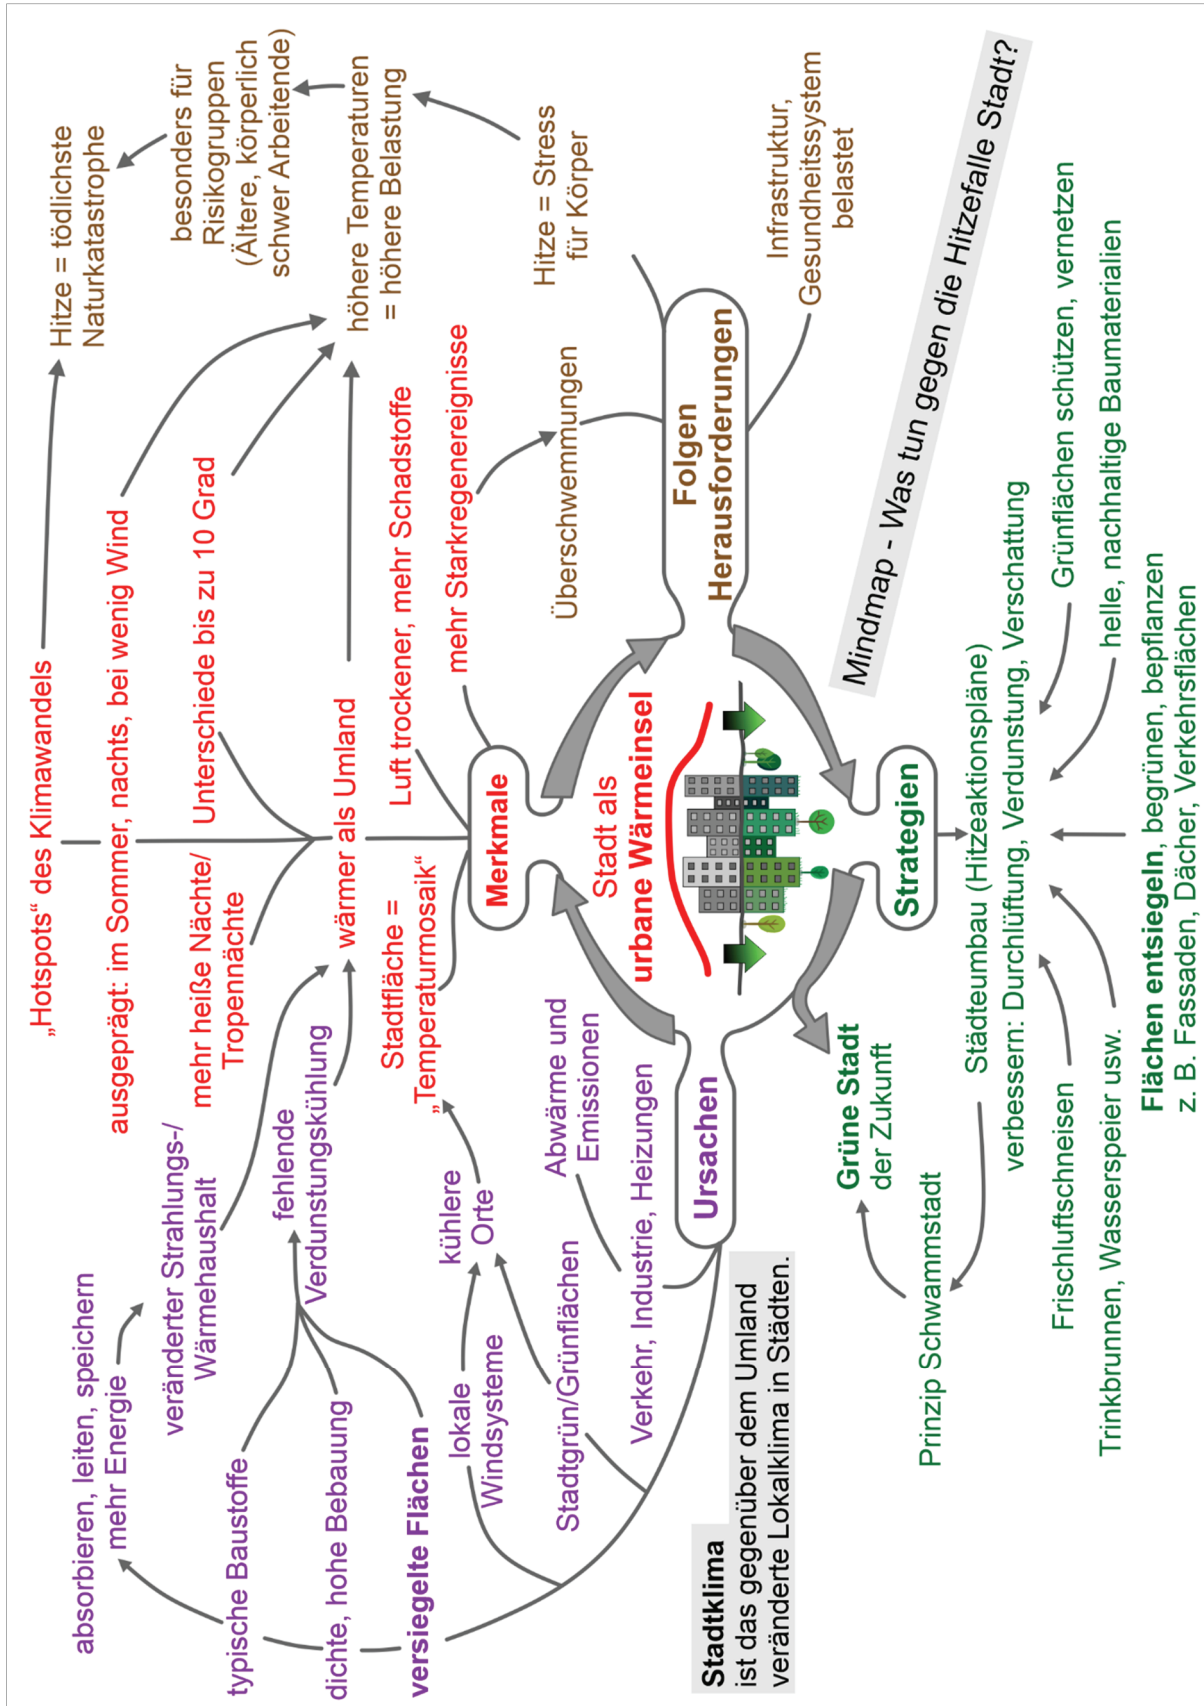 „Hotspots“ des Klimawandels
Hitze = tödlichste
Naturkatastrophe
absorbieren, leiten, speichern
mehr Energie
ausgeprägt: im Sommer, nachts, bei wenig Wind
besonders für
Risikogruppen
(Ältere, körperlich
schwer Arbeitende)
veränderter Strahlungs-/
Wärmehaushalt
mehr heiße Nächte/
Tropennächte
Unterschiede bis zu 10 Grad
typische Baustoffe
fehlende
Verdunstungskühlung
dichte, hohe Bebauung
wärmer als Umland
höhere Temperaturen
= höhere Belastung
versiegelte Flächen
Stadtfläche =
„Temperaturmosaik“
Luft trockener, mehr Schadstoffe
lokale
Windsysteme
kühlere
Orte
mehr Starkregenereignisse
Merkmale
Hitze = Stress
für Körper
Stadtgrün/Grünflächen
Abwärme und
Emissionen
Überschwemmungen
Verkehr, Industrie, Heizungen
Stadt als
urbane Wärmeinsel
Ursachen
Folgen
Herausforderungen
Infrastruktur,
Gesundheitssystem
belastet
Stadtklima
ist das gegenüber dem Umland
veränderte Lokalklima in Städten.
Grüne Stadt
der Zukunft
Strategien
Mindmap - Was tun gegen die Hitzefalle Stadt?
Prinzip Schwammstadt
Städteumbau (Hitzeaktionspläne)
verbessern: Durchlüftung, Verdunstung, Verschattung
Frischluftschneisen
Grünflächen schützen, vernetzen
Trinkbrunnen, Wasserspeier usw.
helle, nachhaltige Baumaterialien
Flächen entsiegeln, begrünen, bepflanzen
z. B. Fassaden, Dächer, Verkehrsflächen